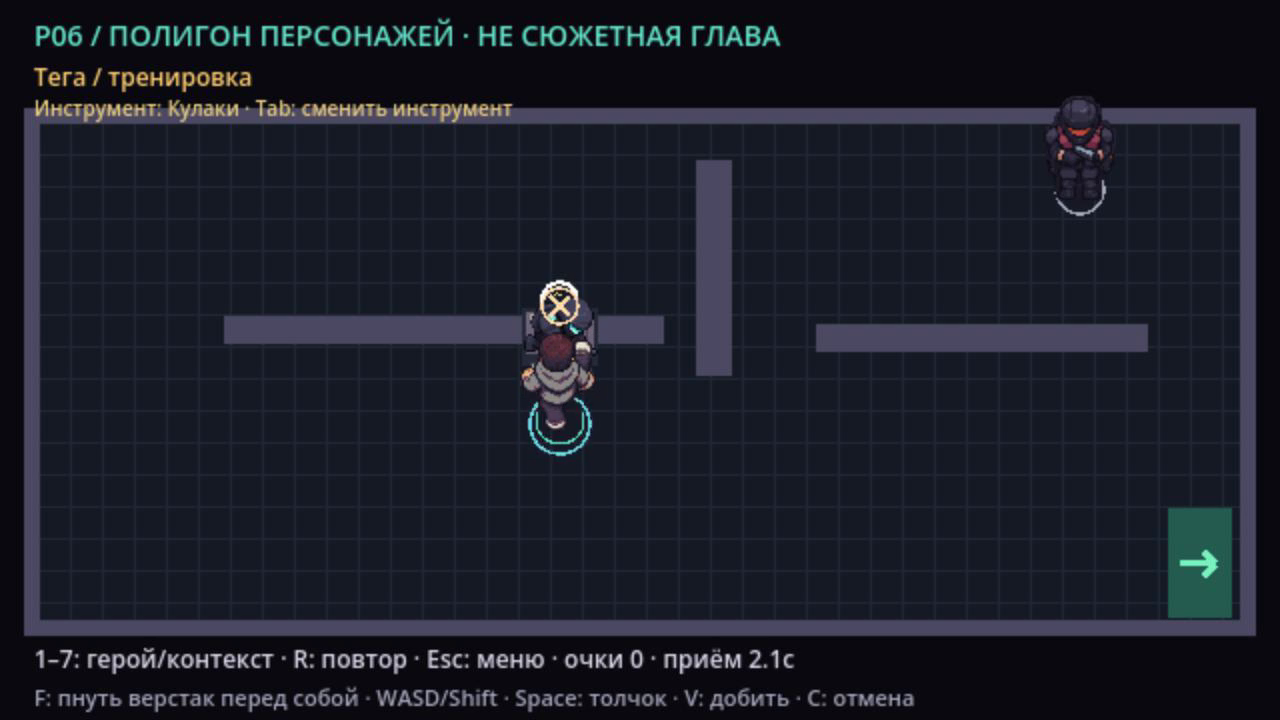 P06 / ПОЛИГОН ПЕРСОНАЖЕЙ · НЕ СЮЖЕТНАЯ ГЛАВА
Тега / тренировка
Инструмент: Кулаки · Tab: сменить инструмент
1–7: герой/контекст · R: повтор · Esc: меню · очки 0 · приём 2.1с
F: пнуть верстак перед собой · WASD/Shift · Space: толчок · V: добить · C: отмена